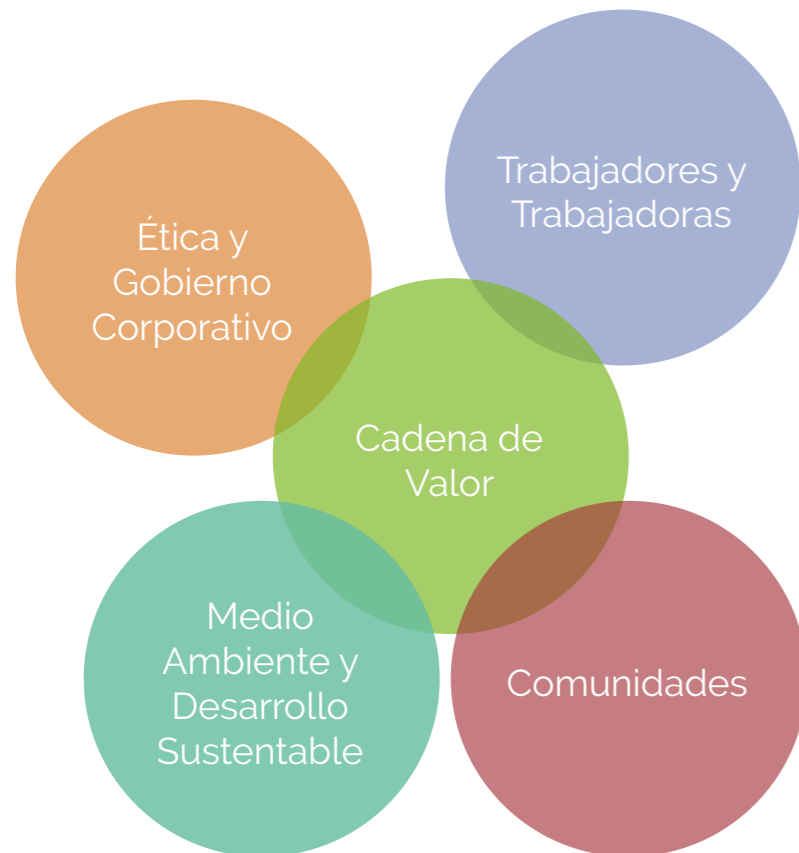 Trabajadores y
Trabajadoras
Ética y
Gobierno
Corporativo
Cadena de
Valor
Medio
Ambiente y
Desarrollo
Sustentable
Comunidades